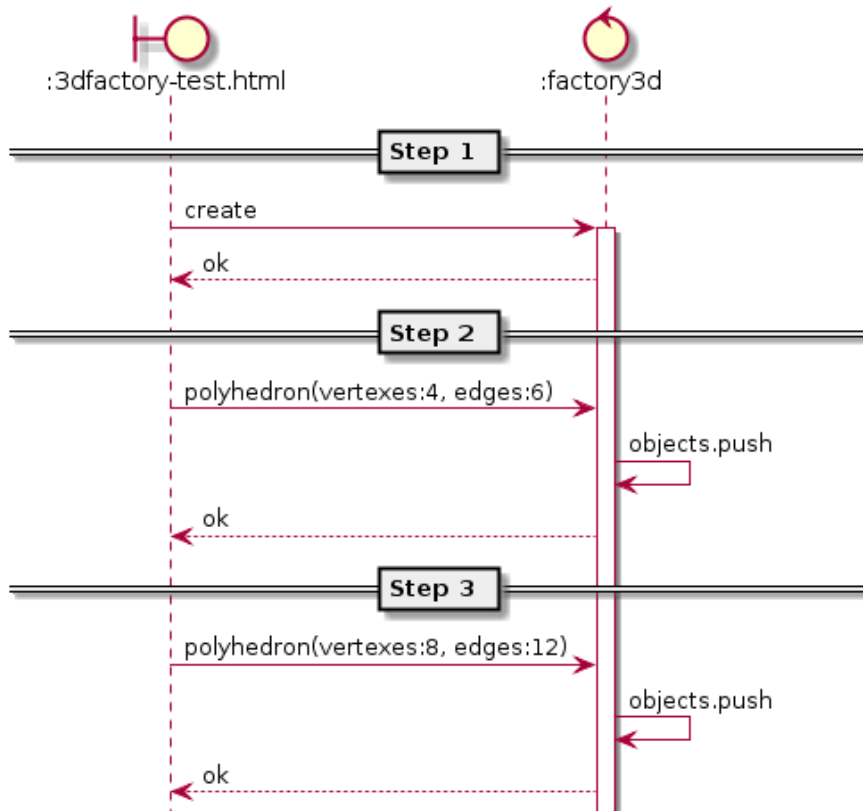 :3dfactory-test.html
:factory3d
Step 1
create
ok
Step 2
polyhedron(vertexes:4, edges:6)
objects.push
ok
Step 3
polyhedron(vertexes:8, edges:12)
objects.push
ok